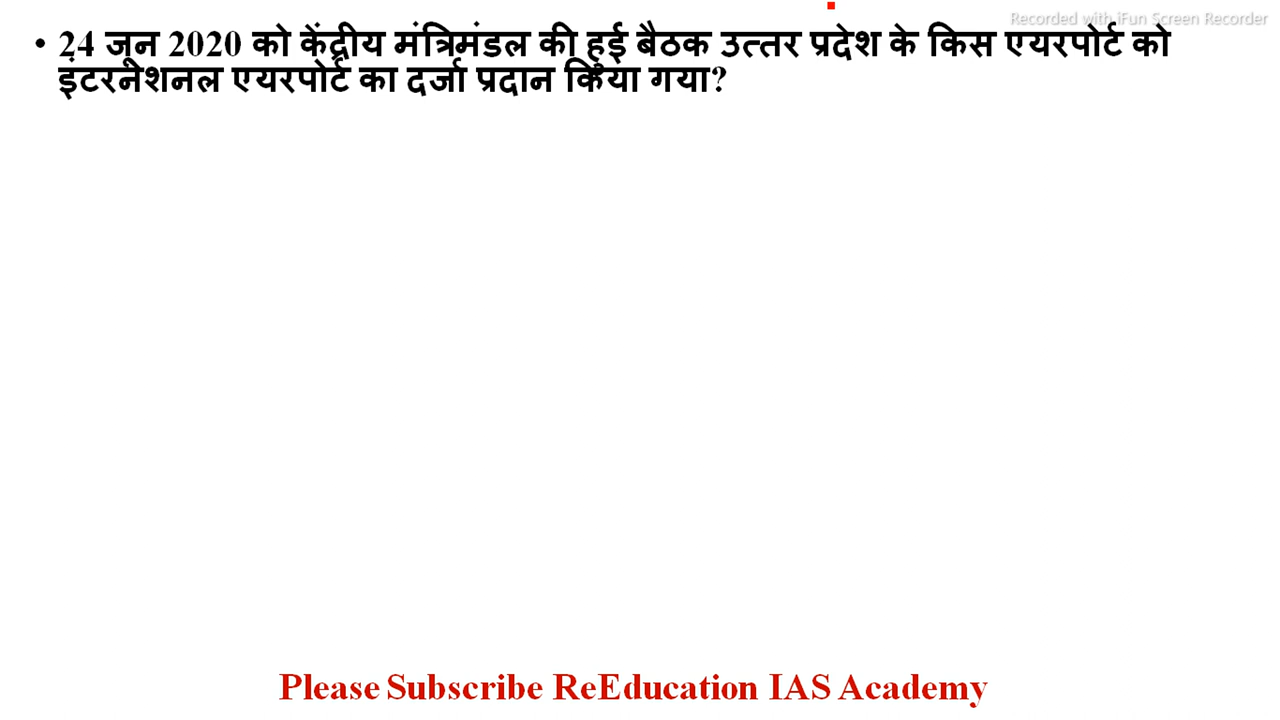 Recorded with iFun Screen Recorder
• 24 जून 2020 को केंद्रीय मंत्रिमंडल की हुई बैठक उत्तर प्रदेश के किस एयरपोर्ट को
इंटरनेशनल एयरपोर्ट का दर्जा प्रदान किया गया?
Please Subscribe ReEducation IAS Academy